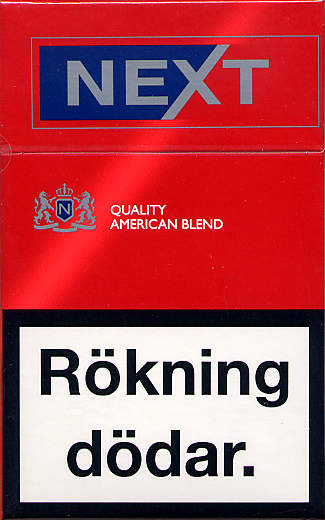 NEXT
N
QUALITY
AMERICAN BLEND
Rökning
dödar.